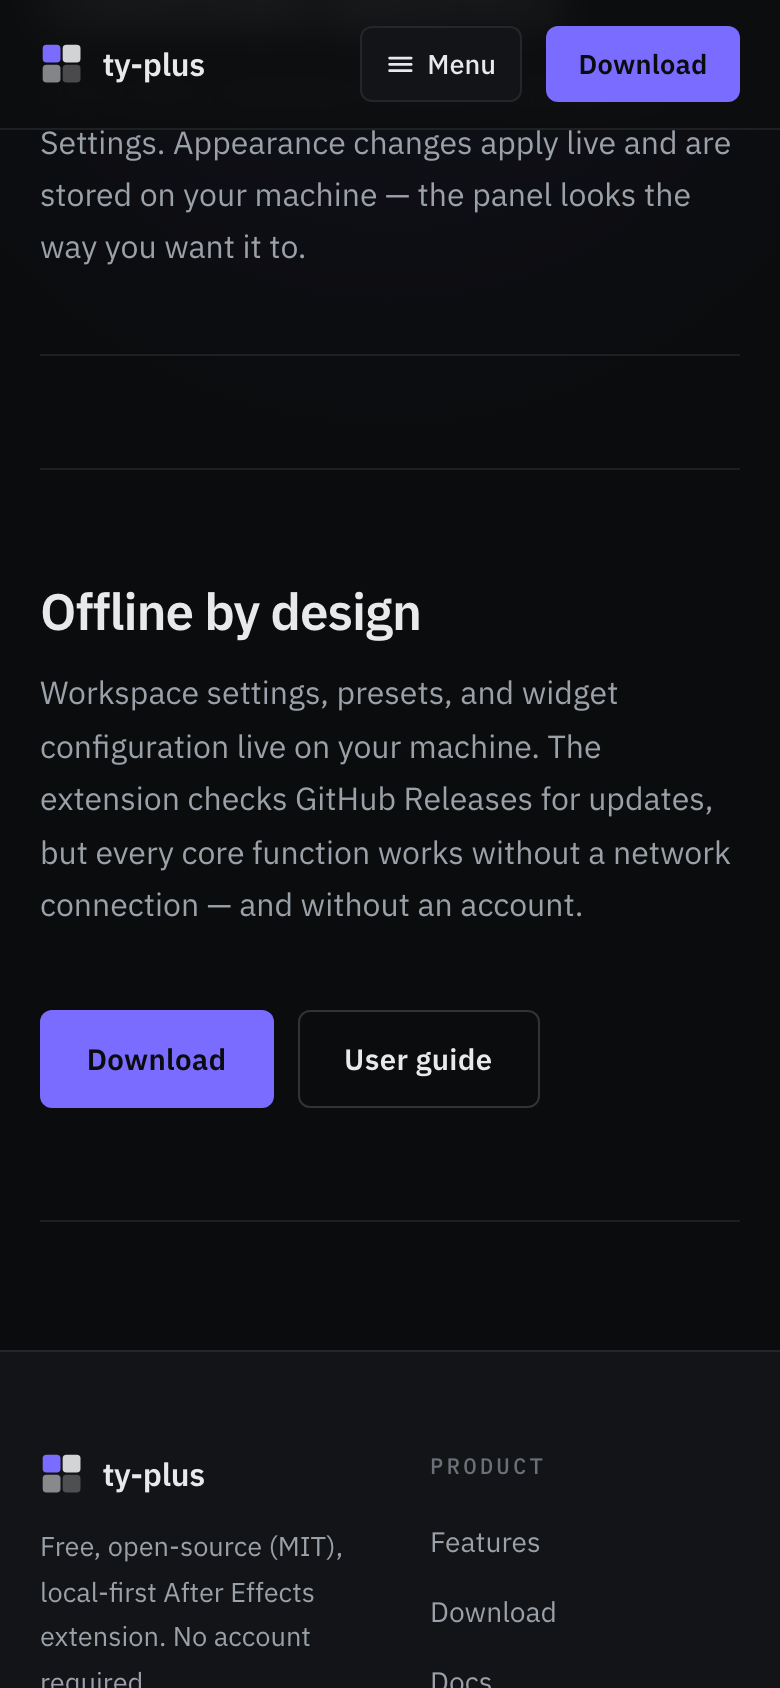 ty-plus
Menu
Download
Settings. Appearance changes apply live and are
stored on your machine — the panel looks the
way you want it to.
Offline by design
Workspace settings, presets, and widget
configuration live on your machine. The
extension checks GitHub Releases for updates,
but every core function works without a network
connection — and without an account.
Download
User guide
ty-plus
Free, open-source (MIT),
local-first After Effects
extension. No account
required
PRODUCT
Features
Download
Docs